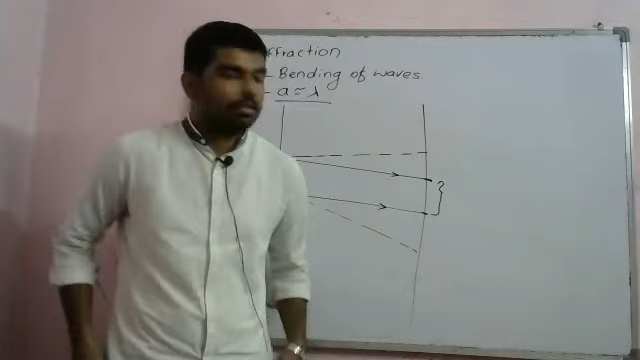 ffraction
- Bending of waves
- a ≈ λ